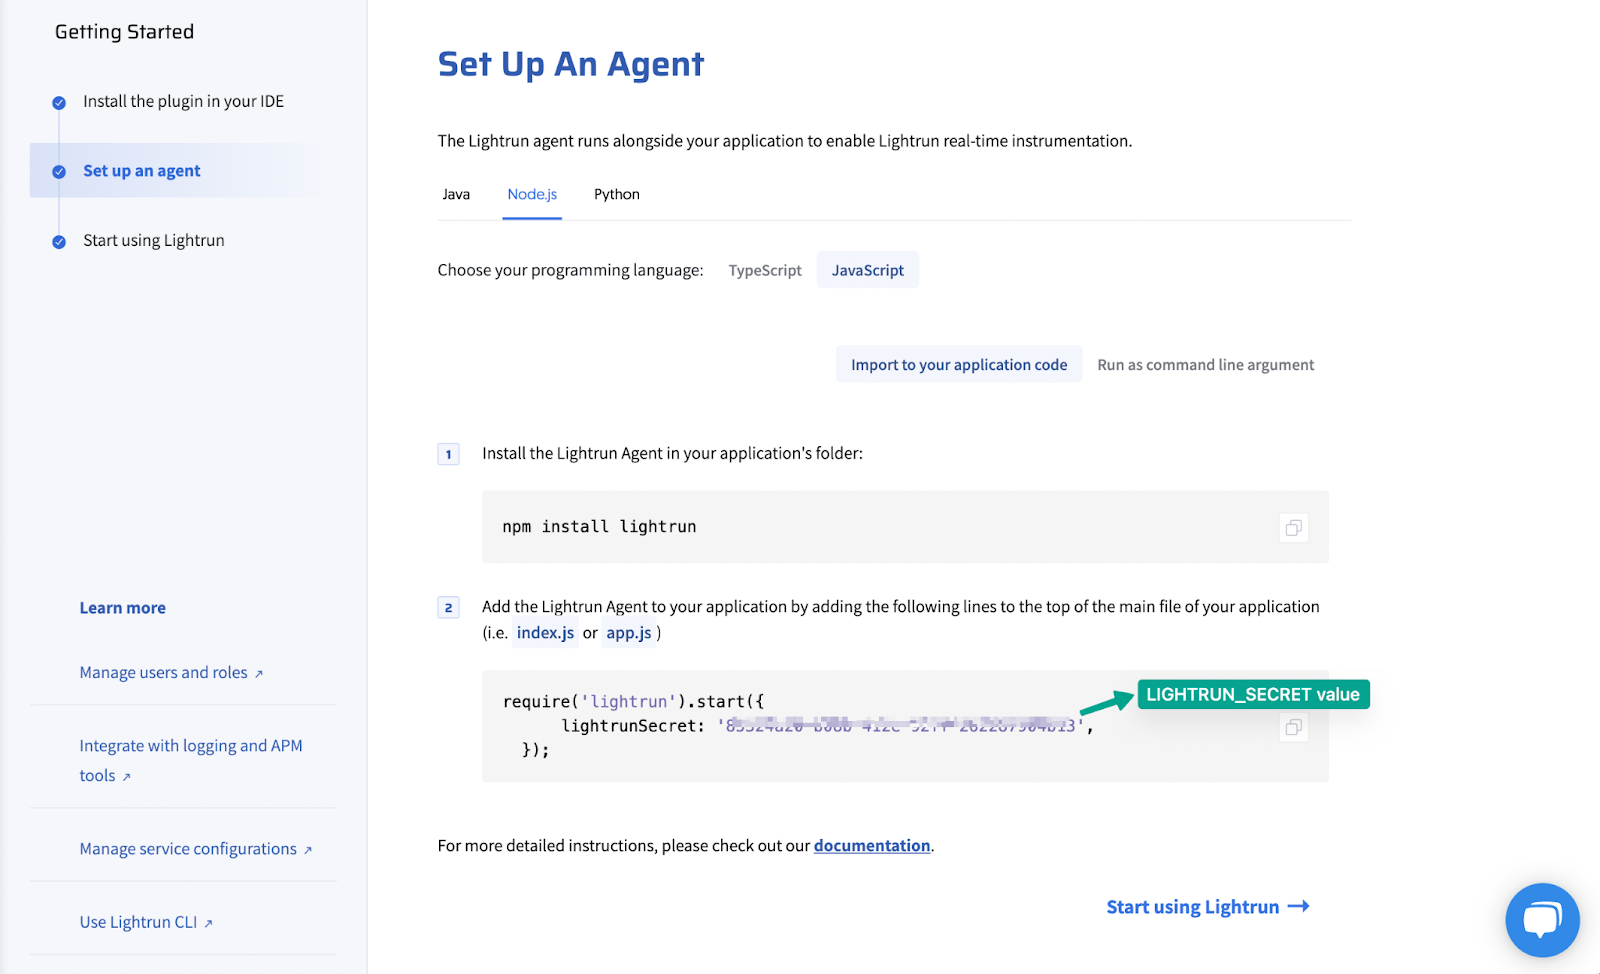 Getting Started
Install the plugin in your IDE
Set up an agent
Start using Lightrun
Learn more
Manage users and roles ↗
Integrate with logging and APM
tools ↗
Manage service configurations ↗
Use Lightrun CLI ↗
Set Up An Agent
The Lightrun agent runs alongside your application to enable Lightrun real-time instrumentation.
Java Node.js Python
Choose your programming language: TypeScript JavaScript
Import to your application code Run as command line argument
1 Install the Lightrun Agent in your application's folder:
npm install lightrun
2 Add the Lightrun Agent to your application by adding the following lines to the top of the main file of your application
(i.e. index.js or app.js )
require('lightrun').start({
LIGHTRUN_SECRET value
lightrunSecret: '
',
});
For more detailed instructions, please check out our documentation.
Start using Lightrun →